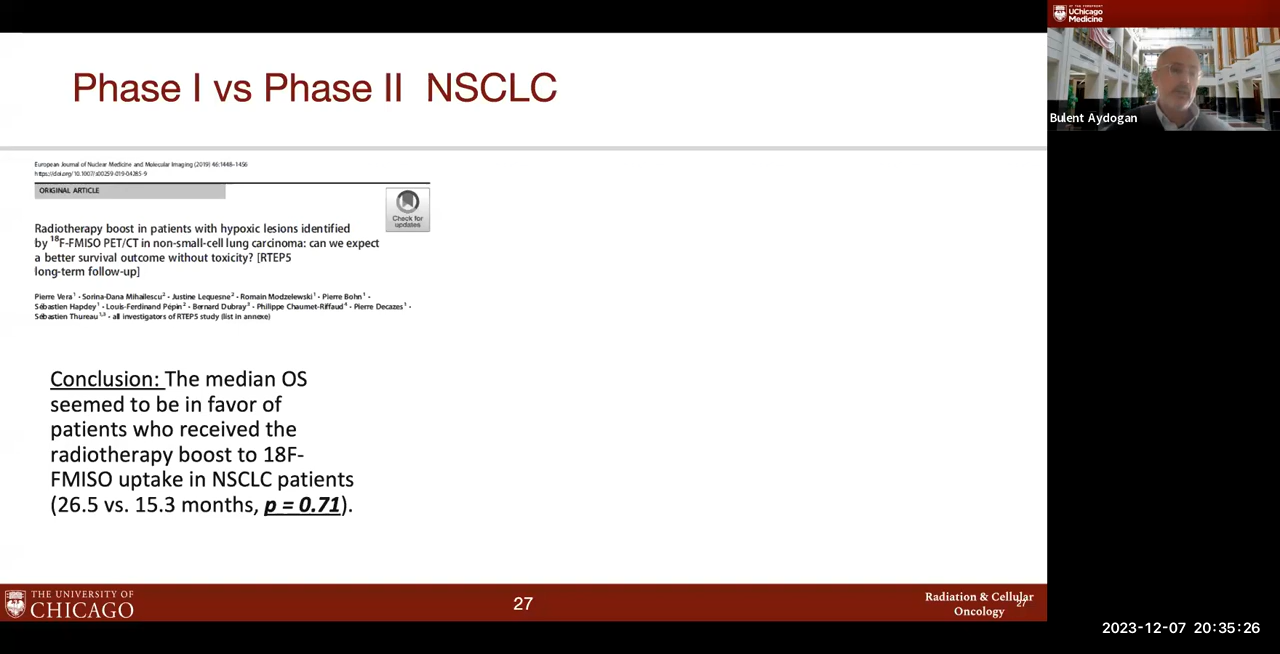 Phase I vs Phase II NSCLC
European Journal of Nuclear Medicine and Molecular Imaging (2019) 46:1448–1456
https://doi.org/10.1007/s00259-019-04285-9
ORIGINAL ARTICLE
Check for
updates
Radiotherapy boost in patients with hypoxic lesions identified
by 18F-FMISO PET/CT in non-small-cell lung carcinoma: can we expect
a better survival outcome without toxicity? [RTEP5
long-term follow-up]
Pierre Vera1 · Sorina-Dana Mihailescu2 · Justine Lequesne2 · Romain Modzelewski1 · Pierre Bohn1 ·
Sébastien Hapdey1 · Louis-Ferdinand Pépin2 · Bernard Dubray3 · Philippe Chaumet-Riffaud4 · Pierre Decazes1 ·
Sébastien Thureau1,3 · all investigators of RTEP5 study (list in annexe)
Conclusion: The median OS
seemed to be in favor of
patients who received the
radiotherapy boost to 18F-
FMISO uptake in NSCLC patients
(26.5 vs. 15.3 months, p = 0.71).
THE UNIVERSITY OF
CHICAGO
27
Radiation & Cellular
Oncology
27
UChicago
Medicine
Bulent Aydogan
2023-12-07 20:35:26